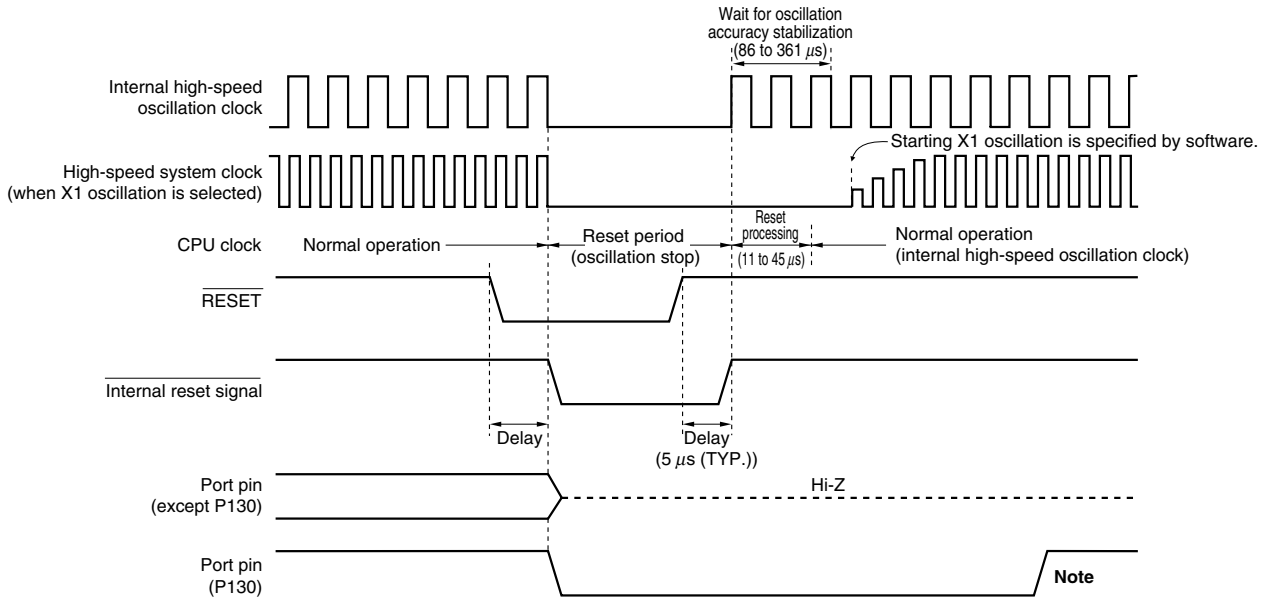 Wait for oscillation
accuracy stabilization
(86 to 361 μs)
Internal high-speed
oscillation clock
Starting X1 oscillation is specified by software.
High-speed system clock
(when X1 oscillation is selected)
CPU clock
Normal operation
Reset period
(oscillation stop)
Reset
processing
(11 to 45 μs)
Normal operation
(internal high-speed oscillation clock)
RESET
Internal reset signal
Delay
Delay
(5 μs (TYP.))
Port pin
(except P130)
Hi-Z
Port pin
(P130)
Note